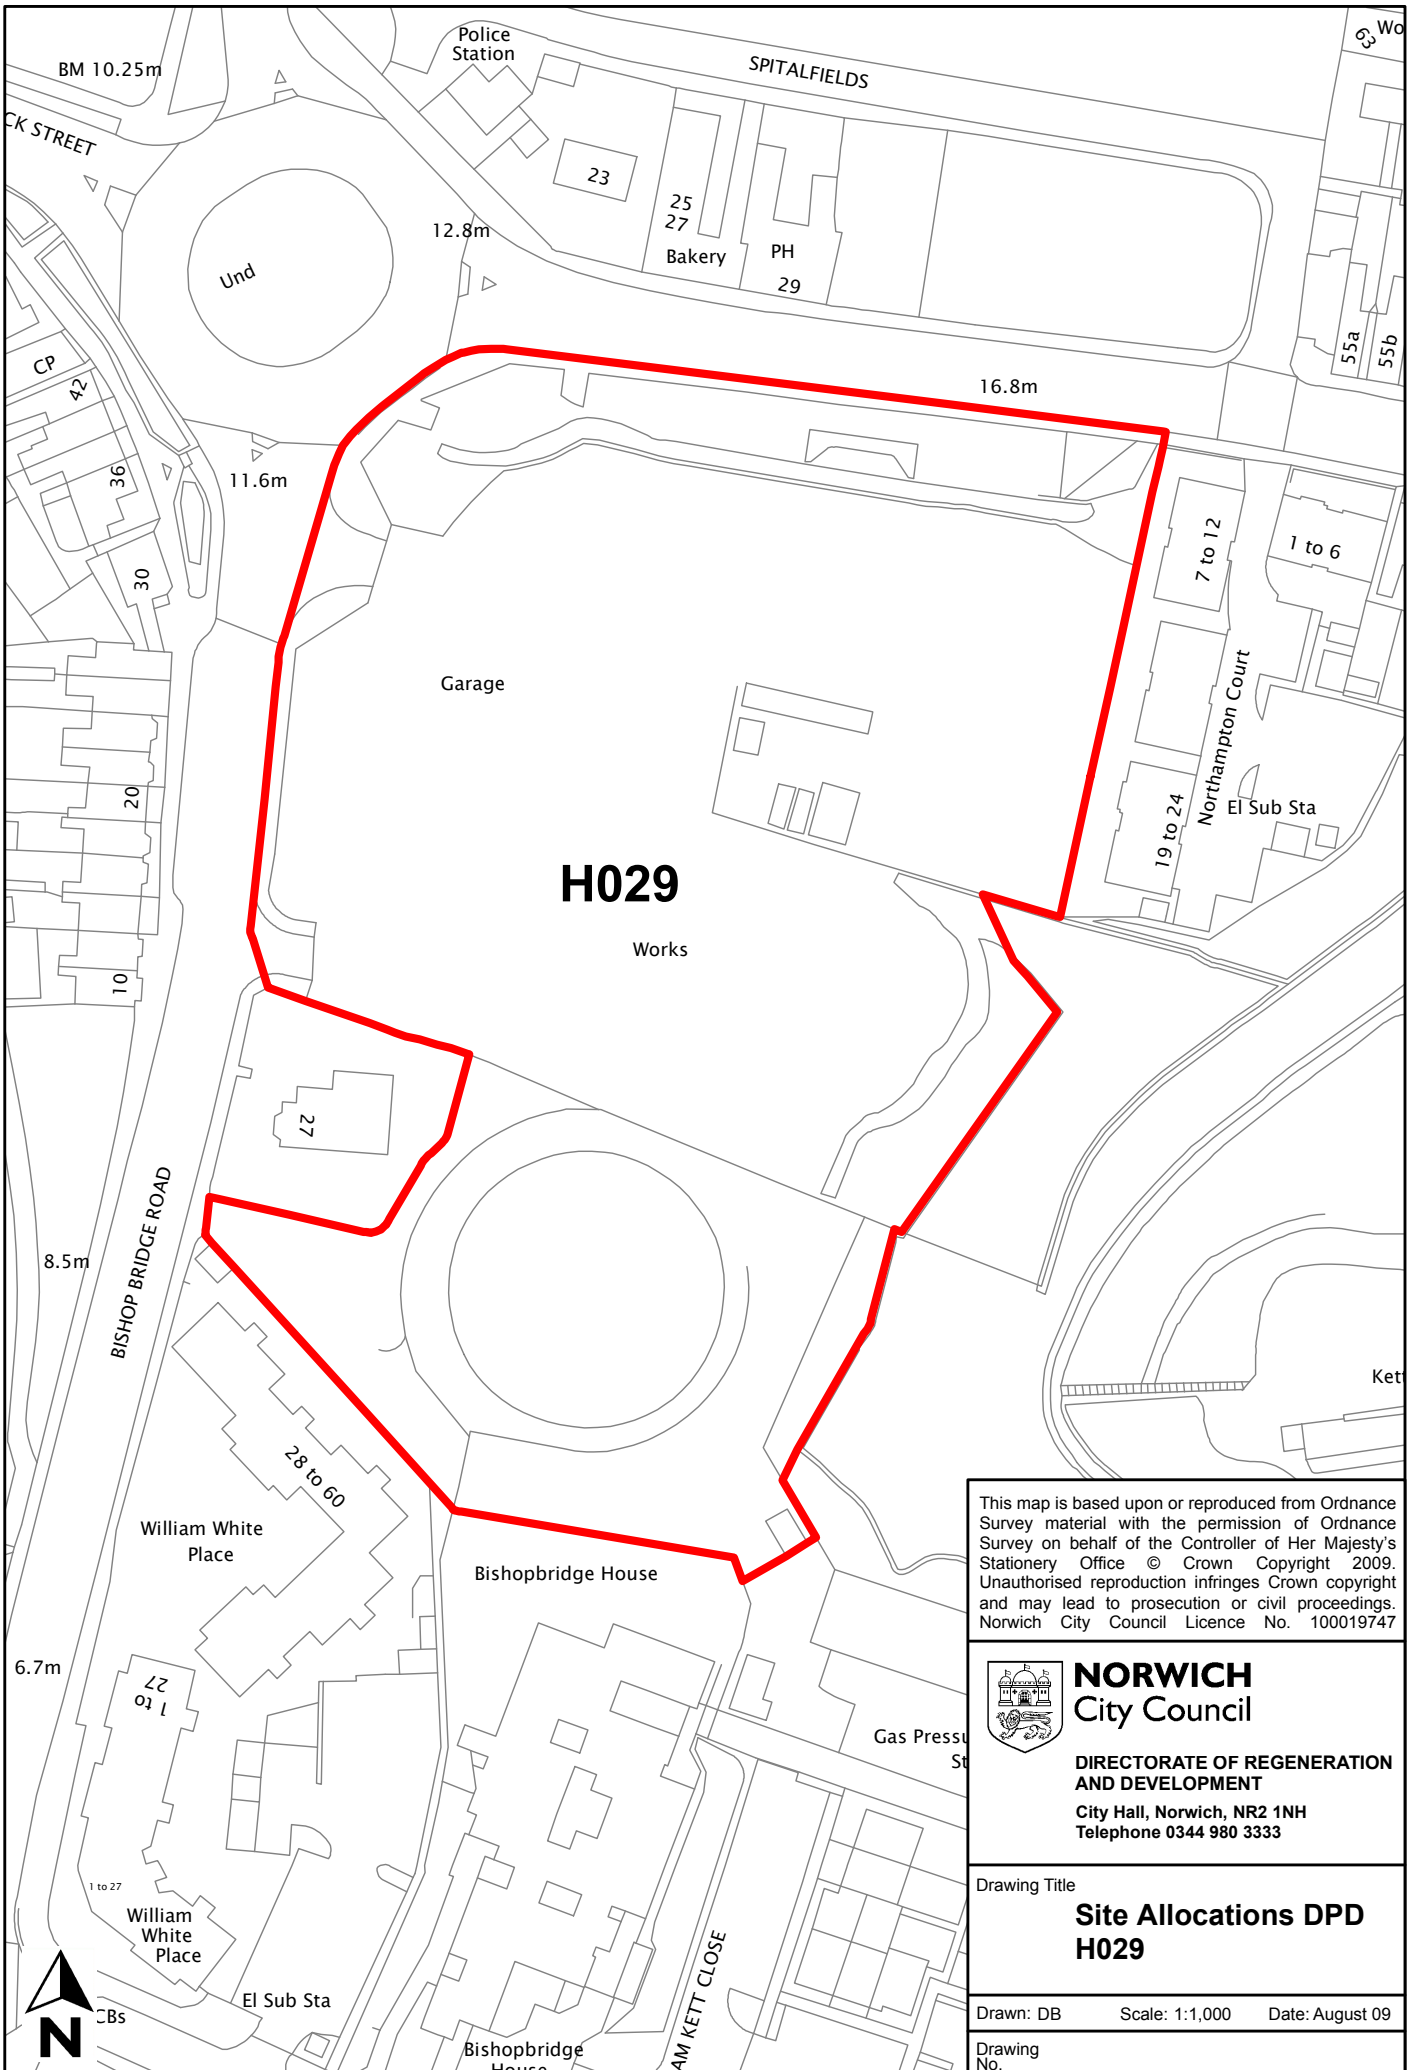 BM 10.25m
Police
Station
SPITALFIELDS
63
CK STREET
23
25
27
Bakery
PH
29
12.8m
Und
CP
42
36
30
11.6m
16.8m
55a
55b
7 to 12
1 to 6
Northampton Court
19 to 24
El Sub Sta
Garage
H029
Works
20
10
27
BISHOP BRIDGE ROAD
8.5m
28 to 60
William White
Place
Bishopbridge House
6.7m
1 to
27
1 to 27
William
White
Place
El Sub Sta
CBs
N
Bishopbridge
House
AM KETT CLOSE
Gas Pressu
St
Kett
This map is based upon or reproduced from Ordnance
Survey material with the permission of Ordnance
Survey on behalf of the Controller of Her Majesty's
Stationery Office © Crown Copyright 2009.
Unauthorised reproduction infringes Crown copyright
and may lead to prosecution or civil proceedings.
Norwich City Council Licence No. 100019747
NORWICH
City Council
DIRECTORATE OF REGENERATION
AND DEVELOPMENT
City Hall, Norwich, NR2 1NH
Telephone 0344 980 3333
Drawing Title
Site Allocations DPD
H029
Drawn: DB Scale: 1:1,000 Date: August 09
Drawing
No.